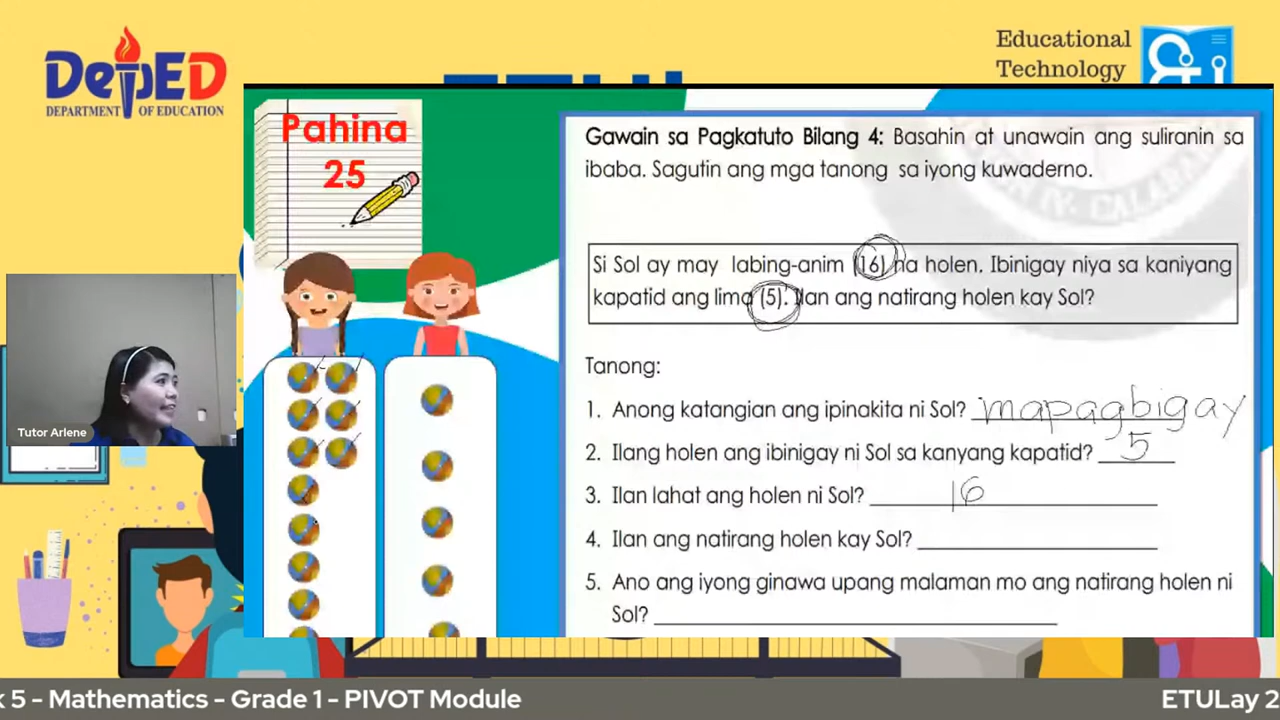 DepED
DEPARTMENT OF EDUCATION
Educational
Technology
Pahina
25
Gawain sa Pagkatuto Bilang 4: Basahin at unawain ang suliranin sa
ibaba. Sagutin ang mga tanong sa iyong kuwaderno.
Si Sol ay may labing-anim (16) na holen. Ibinigay niya sa kaniyang
kapatid ang lima (5). Ilan ang natirang holen kay Sol?
Tanong:
1. Anong katangian ang ipinakita ni Sol? mapagbigay
2. Ilang holen ang ibinigay ni Sol sa kanyang kapatid? 5
3. Ilan lahat ang holen ni Sol? 16
4. Ilan ang natirang holen kay Sol?
5. Ano ang iyong ginawa upang malaman mo ang natirang holen ni
Sol?
Tutor Arlene
5 - Mathematics - Grade 1 - PIVOT Module
ETULay 2